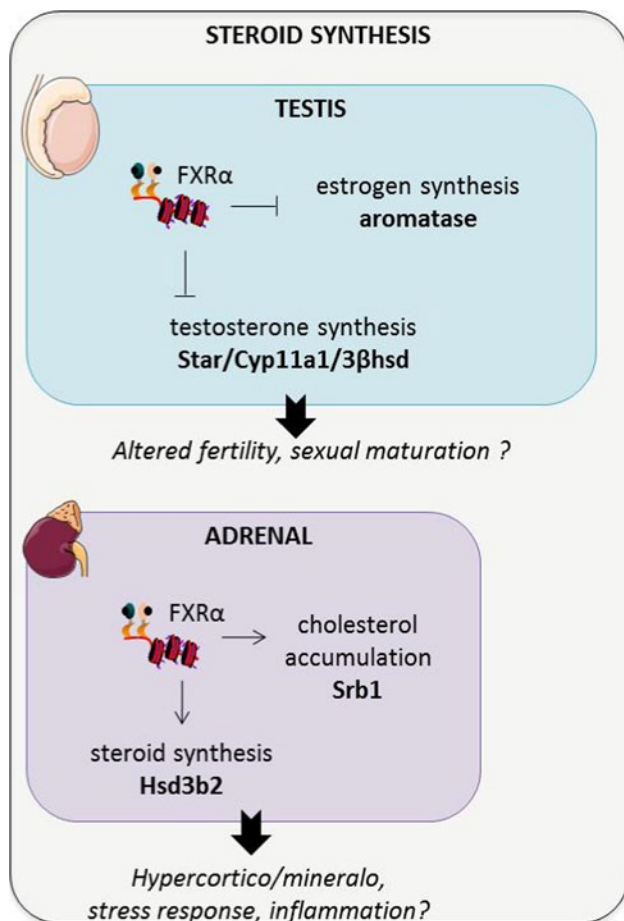 STEROID SYNTHESIS
TESTIS
FXRα
estrogen synthesis
aromatase
testosterone synthesis
Star/Cyp11a1/3βhsd
Altered fertility, sexual maturation ?
ADRENAL
FXRα
cholesterol
accumulation
Srb1
steroid synthesis
Hsd3b2
Hypercortico/mineralo,
stress response, inflammation?